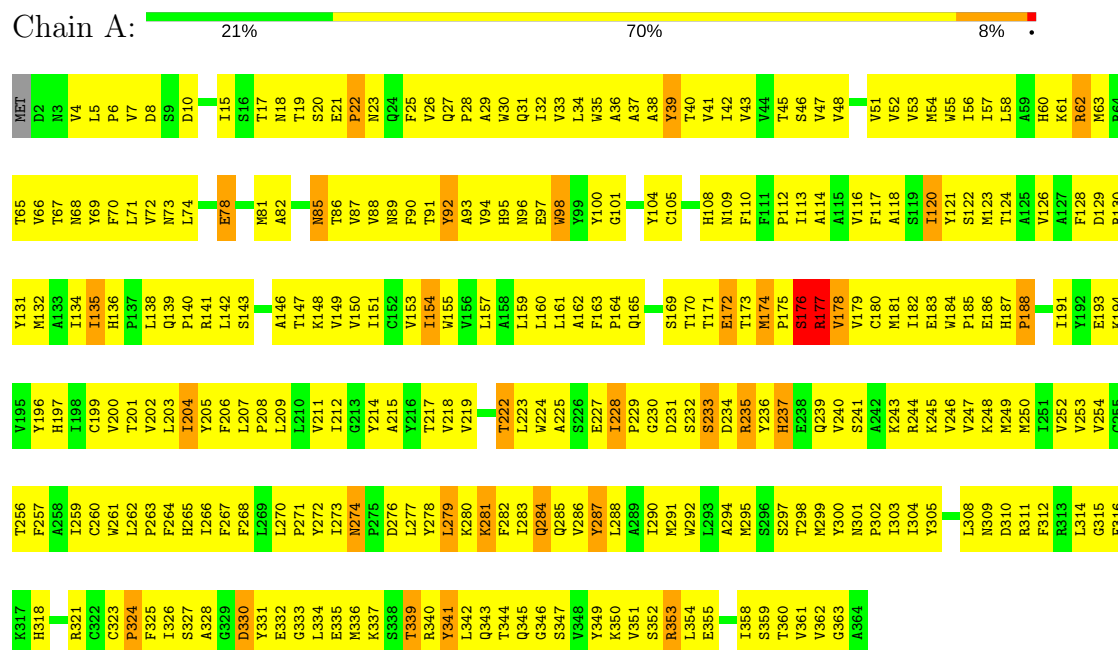 Chain A:
21% 70% 8% •
MET D2 N3 V4 L5 P6 V7 D8 S9 D10 I15 S16 T17 N18 T19 S20 E21 P22 N23 Q24 F25 V26 Q27 P28 A29 W30 Q31 I32 V33 L34 W35 A36 A37 A38 Y39 T40 V41 I42 V43 V44 T45 S46 V47 V48 V51 V52 V53 M54 W55 I56 I57 L58 A59 H60 K61 R62 M63 R64
T65 V66 T67 N68 Y69 F70 L71 V72 N73 L74 E78 M81 A82 N85 T86 V87 V88 N89 F90 T91 Y92 A93 V94 H95 N96 E97 W98 Y99 Y100 G101 Y104 C105 H108 N109 F110 F111 P112 I113 A114 A115 V116 F117 A118 S119 I120 Y121 S122 M123 T124 A125 V126 A127 F128 D129 R130
Y131 M132 A133 I134 I135 H136 P137 L138 Q139 P140 R141 L142 S143 A146 T147 K148 V149 V150 I151 C152 V153 I154 W155 V156 L157 A158 L159 L160 L161 A162 F163 P164 Q165 S169 T170 T171 E172 T173 M174 P175 S176 R177 V178 V179 C180 M181 I182 E183 W184 P185 E186 H187 P188 I191 Y192 E193 K194
V195 Y196 H197 I198 C199 V200 T201 V202 L203 I204 Y205 F206 L207 P208 L209 L210 V211 I212 G213 Y214 A215 Y216 T217 V218 V219 T222 L223 W224 A225 S226 E227 I228 P229 G230 D231 S232 S233 D234 R235 Y236 H237 E238 Q239 V240 S241 A242 K243 R244 K245 V246 V247 K248 M249 M250 I251 V252 V253 V254 C255
T256 F257 A258 I259 C260 W261 L262 P263 F264 H265 I266 F267 F268 L269 L270 P271 Y272 I273 N274 P275 D276 L277 Y278 L279 K280 K281 F282 I283 Q284 Q285 V286 Y287 L288 A289 I290 M291 W292 L293 A294 M295 S296 S297 T298 M299 Y300 N301 P302 I303 I304 Y305 L308 N309 D310 R311 F312 R313 L314 G315 F316
K317 H318 R321 C322 C323 P324 F325 I326 S327 A328 G329 D330 Y331 E332 G333 L334 E335 M336 K337 S338 T339 R340 Y341 L342 Q343 T344 Q345 G346 S347 V348 Y349 K350 V351 S352 R353 L354 E355 I358 S359 T360 V361 V362 G363 A364